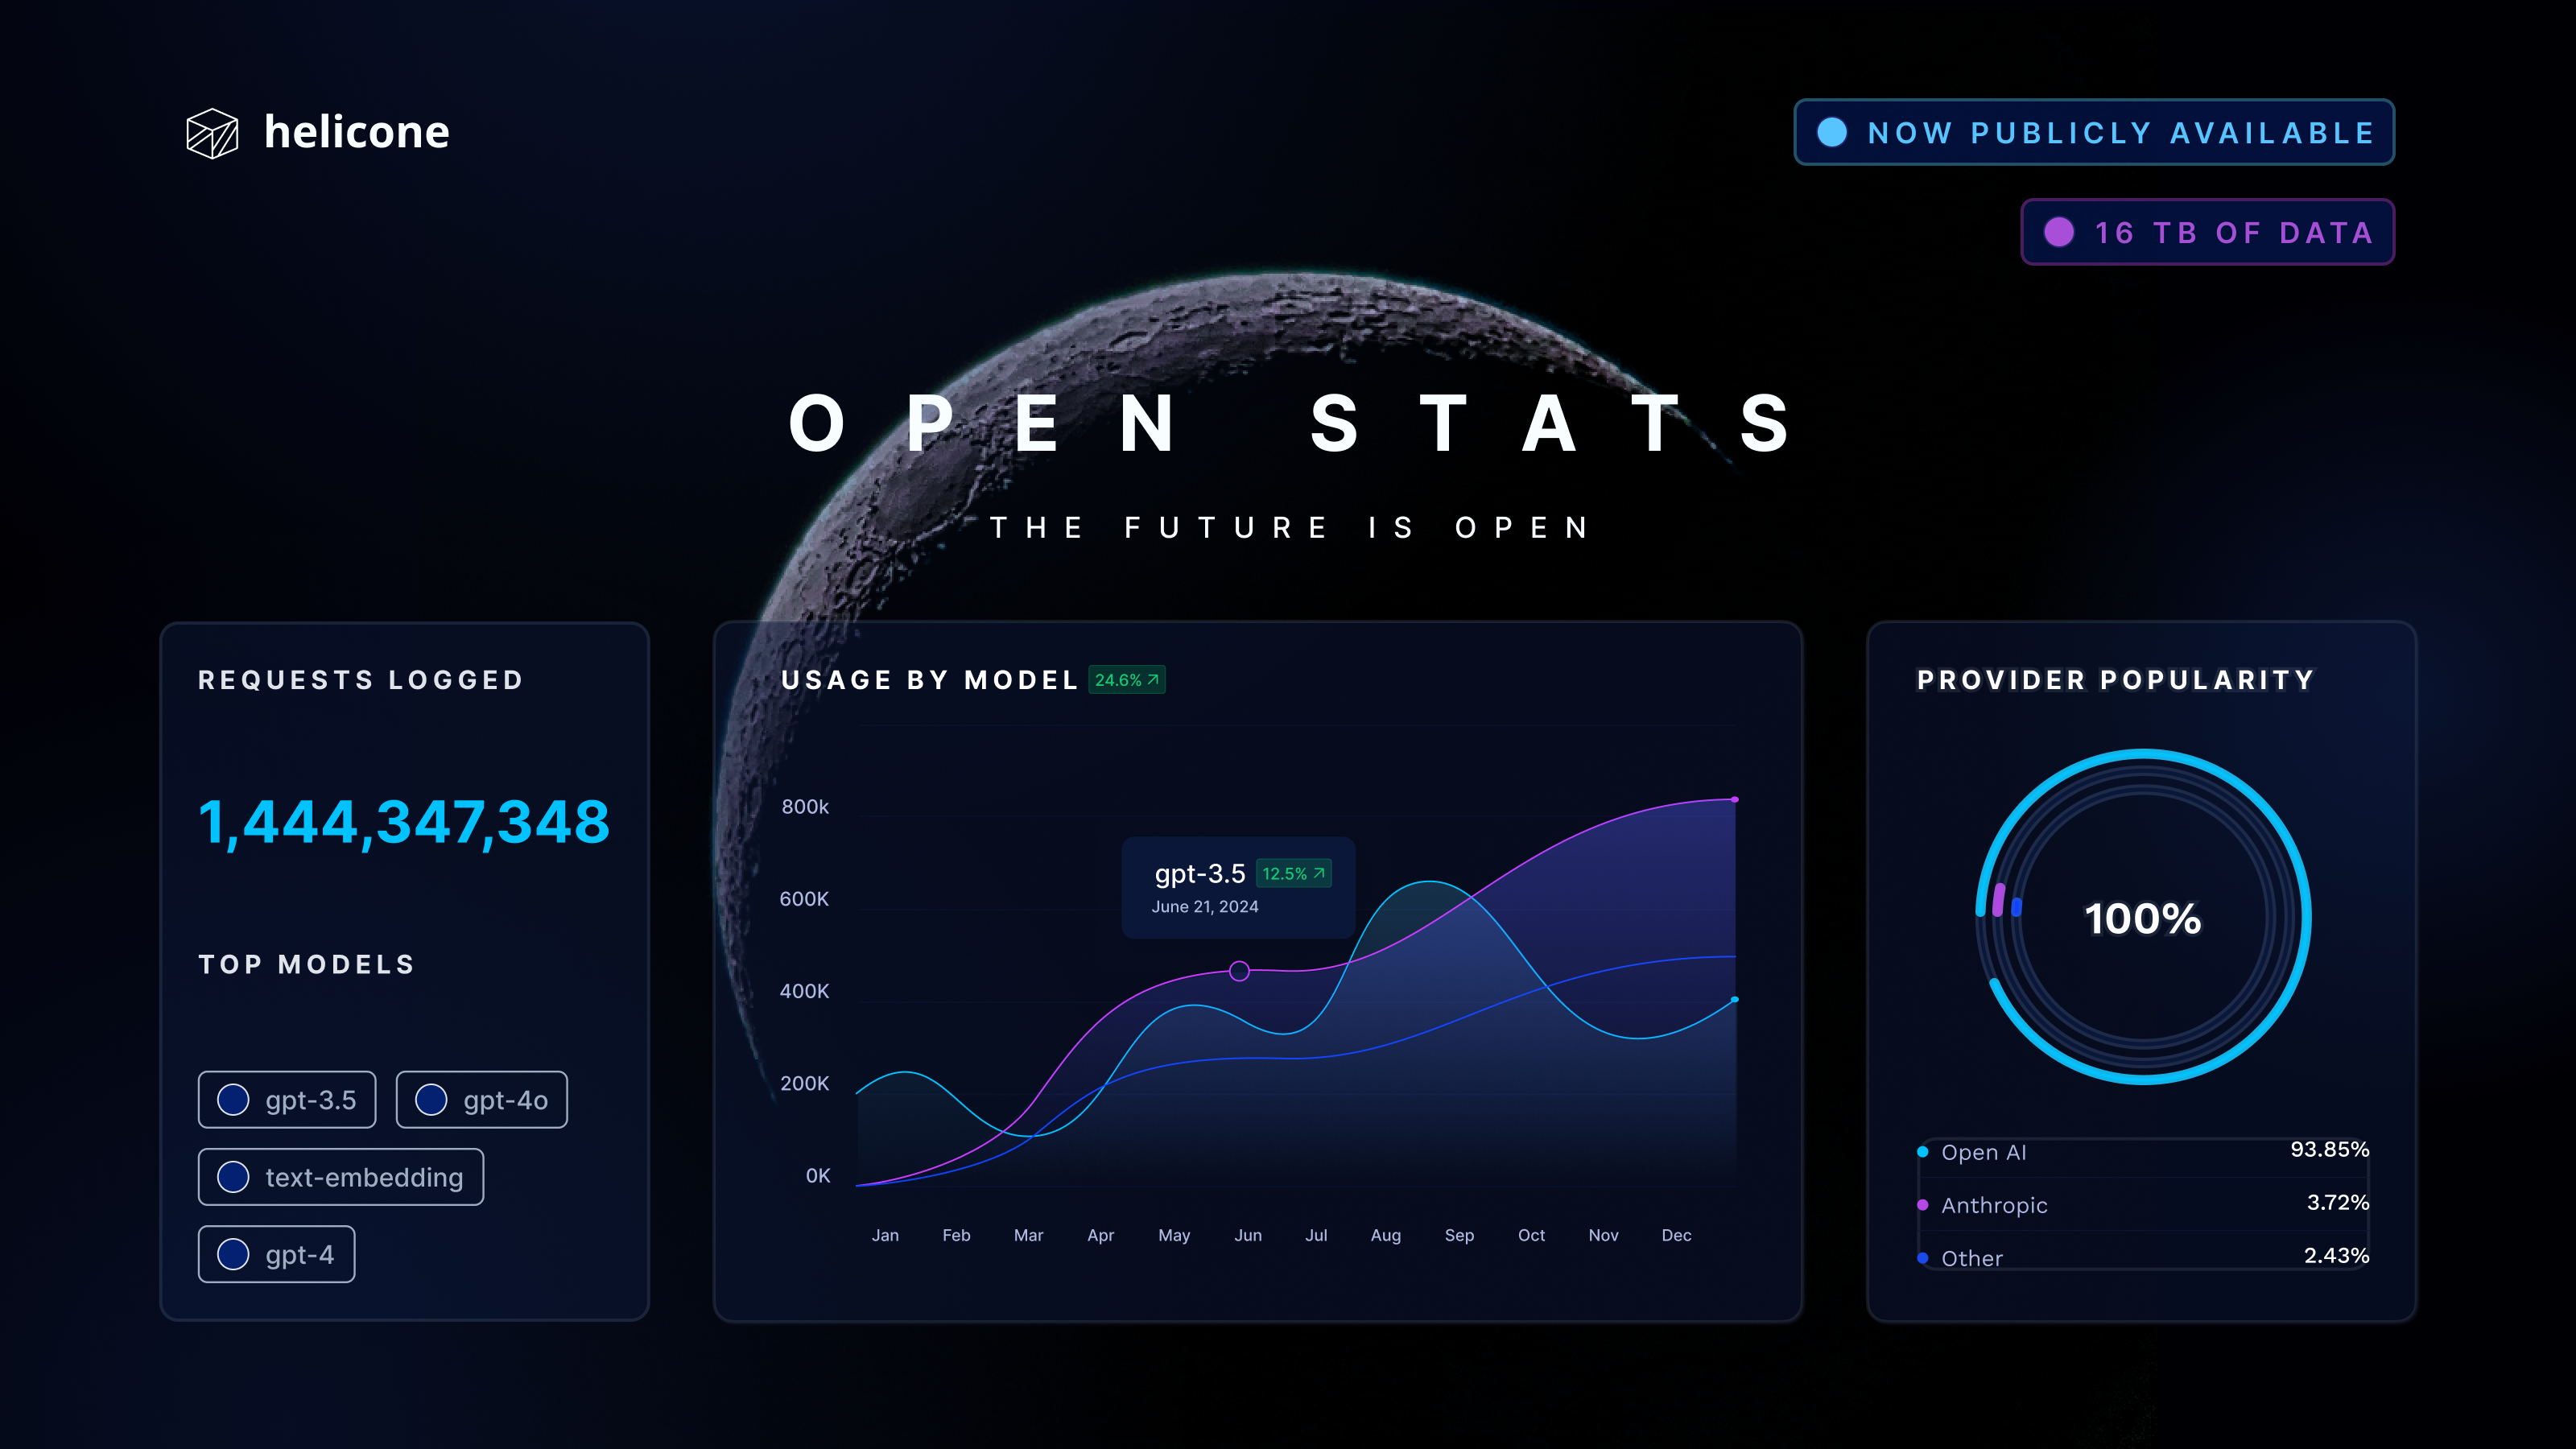 helicone
NOW PUBLICLY AVAILABLE
16 TB OF DATA
OPEN STATS
THE FUTURE IS OPEN
REQUESTS LOGGED
1,444,347,348
TOP MODELS
gpt-3.5
gpt-4o
text-embedding
gpt-4
USAGE BY MODEL 24.6%
800k
600K
400K
200K
0K
gpt-3.5 12.5%
June 21, 2024
Jan Feb Mar Apr May Jun Jul Aug Sep Oct Nov Dec
PROVIDER POPULARITY
100%
Open AI 93.85%
Anthropic 3.72%
Other 2.43%